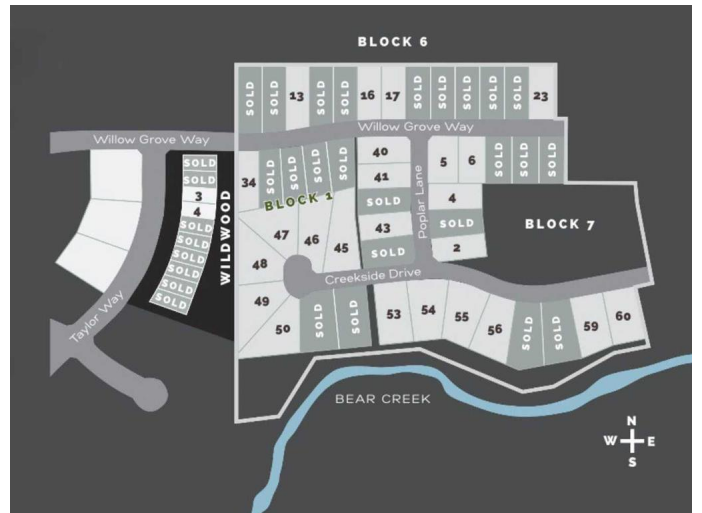 BLOCK 6
SOLD
SOLD
13
SOLD
SOLD
16
17
SOLD
SOLD
SOLD
SOLD
SOLD
23
Willow Grove Way
Willow Grove Way
34
SOLD
SOLD
SOLD
SOLD
BLOCK 1
40
41
SOLD
43
SOLD
Poplar Lane
5
6
SOLD
SOLD
SOLD
4
SOLD
2
BLOCK 7
SOLD
SOLD
3
4
SOLD
SOLD
SOLD
SOLD
SOLD
SOLD
WILDWOOD
47
46
45
48
49
50
SOLD
SOLD
Creekside Drive
53
54
55
56
SOLD
SOLD
59
60
Taylor Way
BEAR CREEK
N
W E
S